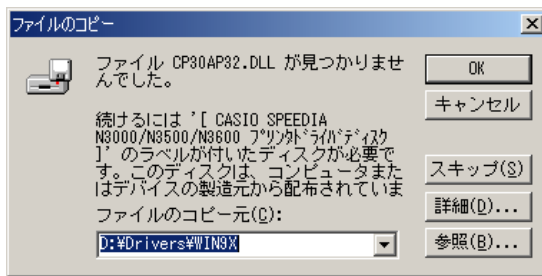 ファイルのコピー
ファイル CP30AP32.DLL が見つかりませ
んでした。
続けるには '[ CASIO SPEEDIA
N3000/N3500/N3600 ﾌﾟﾘﾝﾀﾄﾞﾗｲﾊﾞﾃﾞｨｽｸ
]' のラベルが付いたディスクが必要で
す。このディスクは、コンピュータまた
はデバイスの製造元から配布されていま
ファイルのコピー元(C):
D:¥Drivers¥WIN9X
OK
キャンセル
スキップ(S)
詳細(D)...
参照(B)...